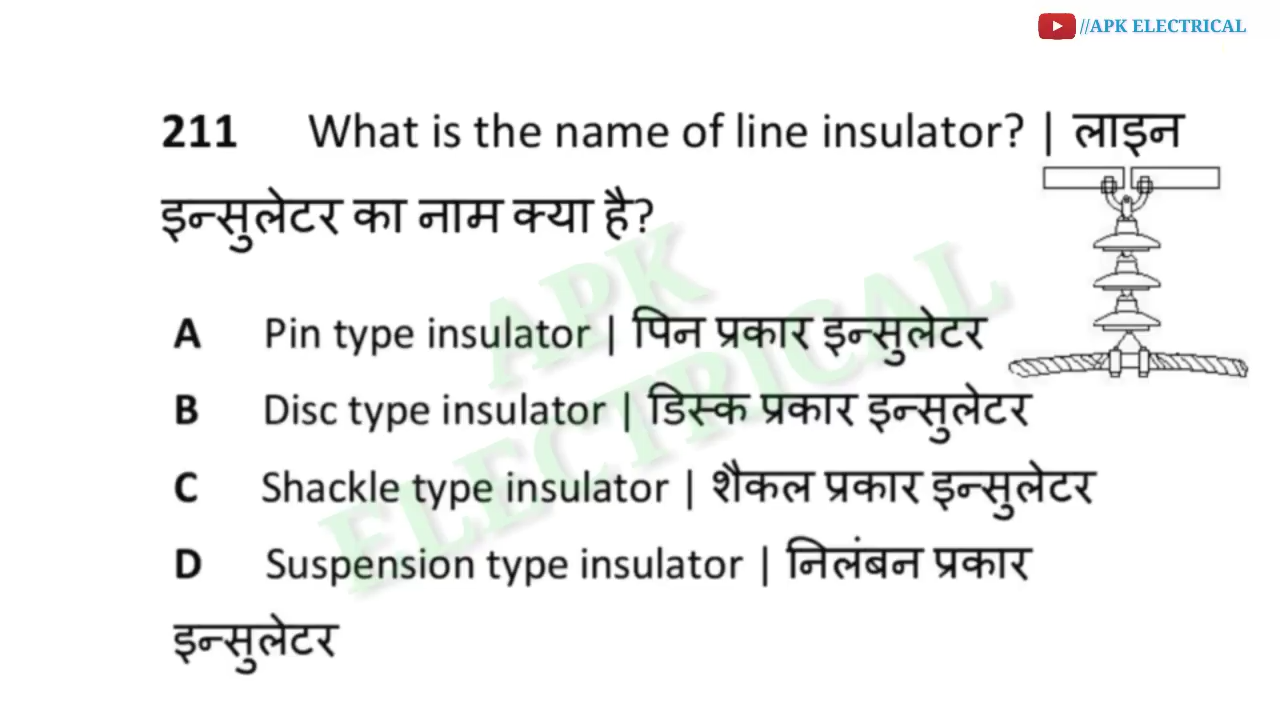 //APK ELECTRICAL
211 What is the name of line insulator? | लाइन
इन्सुलेटर का नाम क्या है?
A Pin type insulator | पिन प्रकार इन्सुलेटर
B Disc type insulator | डिस्क प्रकार इन्सुलेटर
C Shackle type insulator | शैकल प्रकार इन्सुलेटर
D Suspension type insulator | निलंबन प्रकार
इन्सुलेटर
APK
ELECTRICAL